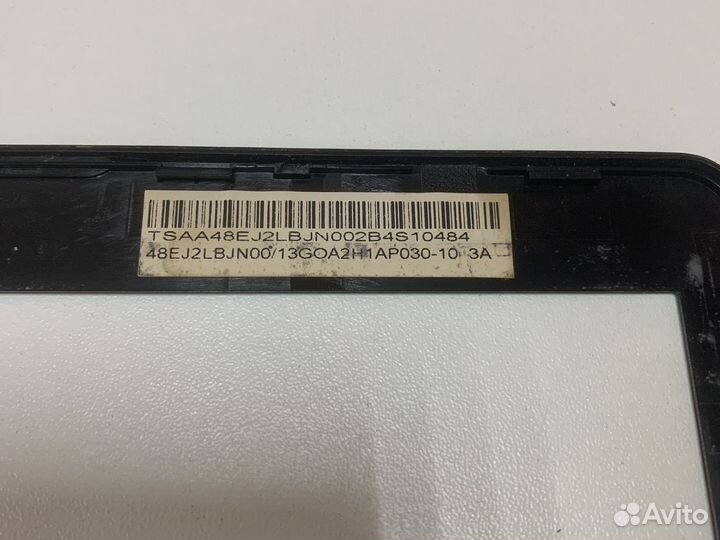 TSAA48EJ2LBJN002B4S10484
48EJ2LBJN00/13GOA2H1AP030-10 3A
Avito